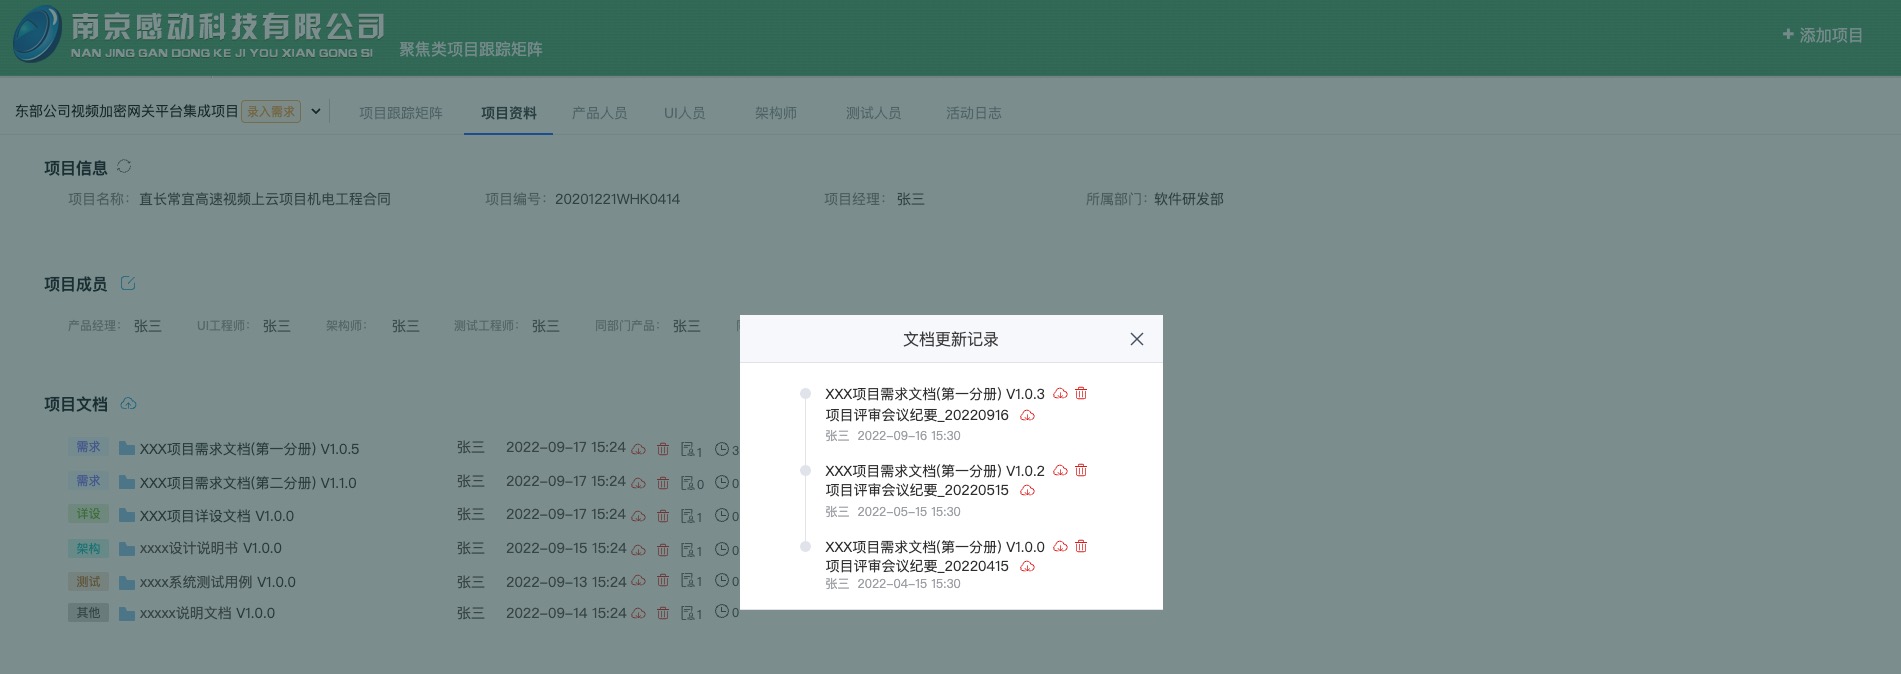 南京感动科技有限公司
NAN JING GAN DONG KE JI YOU XIAN GONG SI
聚焦类项目跟踪矩阵
+ 添加项目
东部公司视频加密网关平台集成项目 录入需求 项目跟踪矩阵 项目资料 产品人员 UI人员 架构师 测试人员 活动日志
项目信息
项目名称: 直长常宜高速视频上云项目机电工程合同 项目编号: 20201221WHK0414 项目经理: 张三 所属部门: 软件研发部
项目成员
产品经理: 张三 UI工程师: 张三 架构师: 张三 测试工程师: 张三 同部门产品: 张三
项目文档
需求 XXX项目需求文档(第一分册) V1.0.5 张三 2022-09-17 15:24 1 3
需求 XXX项目需求文档(第二分册) V1.1.0 张三 2022-09-17 15:24 0 0
详设 XXX项目详设文档 V1.0.0 张三 2022-09-17 15:24 1 0
架构 xxxx设计说明书 V1.0.0 张三 2022-09-15 15:24 1 0
测试 xxxx系统测试用例 V1.0.0 张三 2022-09-13 15:24 1 0
其他 xxxxx说明文档 V1.0.0 张三 2022-09-14 15:24 1 0
文档更新记录
XXX项目需求文档(第一分册) V1.0.3
项目评审会议纪要_20220916
张三 2022-09-16 15:30
XXX项目需求文档(第一分册) V1.0.2
项目评审会议纪要_20220515
张三 2022-05-15 15:30
XXX项目需求文档(第一分册) V1.0.0
项目评审会议纪要_20220415
张三 2022-04-15 15:30